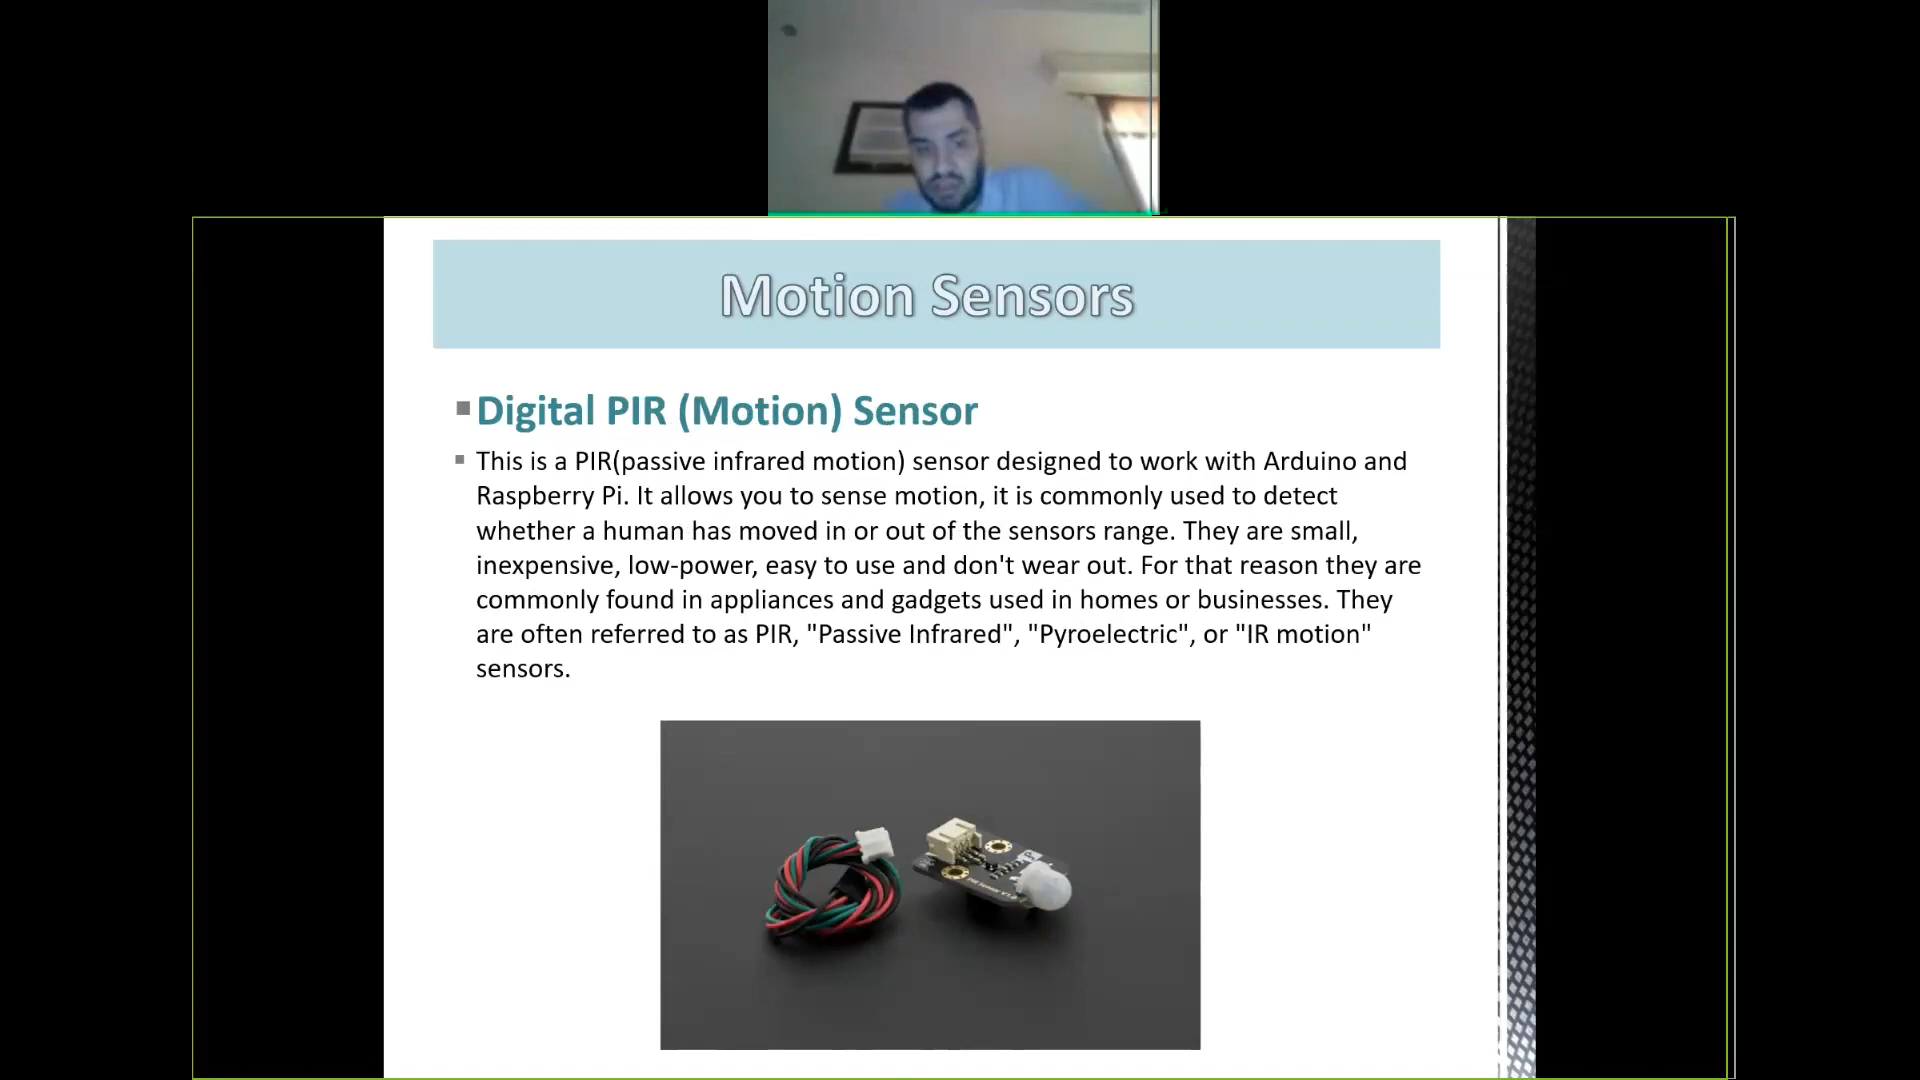 Motion Sensors
Digital PIR (Motion) Sensor
This is a PIR(passive infrared motion) sensor designed to work with Arduino and
Raspberry Pi. It allows you to sense motion, it is commonly used to detect
whether a human has moved in or out of the sensors range. They are small,
inexpensive, low-power, easy to use and don't wear out. For that reason they are
commonly found in appliances and gadgets used in homes or businesses. They
are often referred to as PIR, "Passive Infrared", "Pyroelectric", or "IR motion"
sensors.